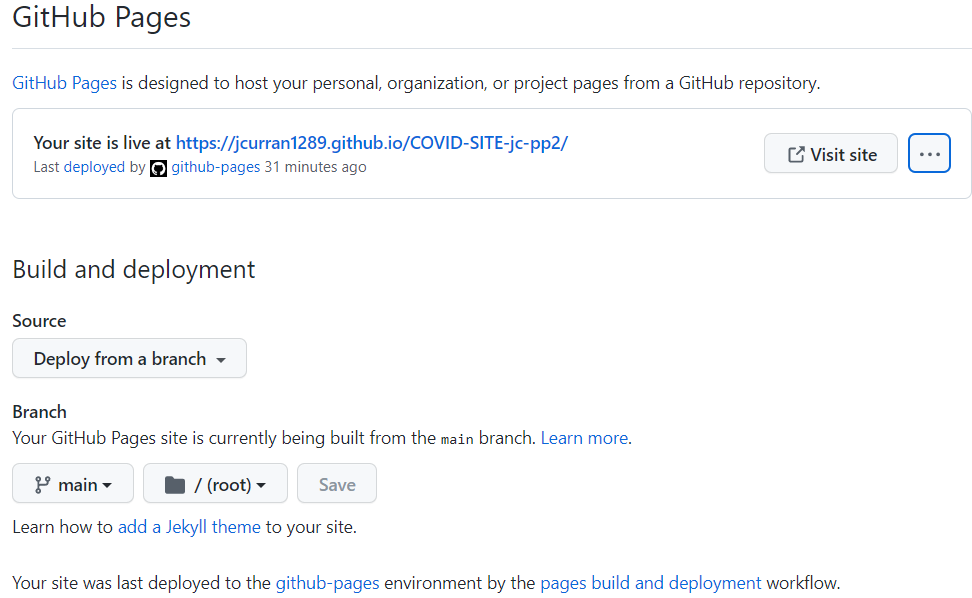 GitHub Pages
GitHub Pages is designed to host your personal, organization, or project pages from a GitHub repository.
Your site is live at https://jcurran1289.github.io/COVID-SITE-jc-pp2/
Last deployed by github-pages 31 minutes ago
Visit site
Build and deployment
Source
Deploy from a branch
Branch
Your GitHub Pages site is currently being built from the main branch. Learn more.
main / (root) Save
Learn how to add a Jekyll theme to your site.
Your site was last deployed to the github-pages environment by the pages build and deployment workflow.